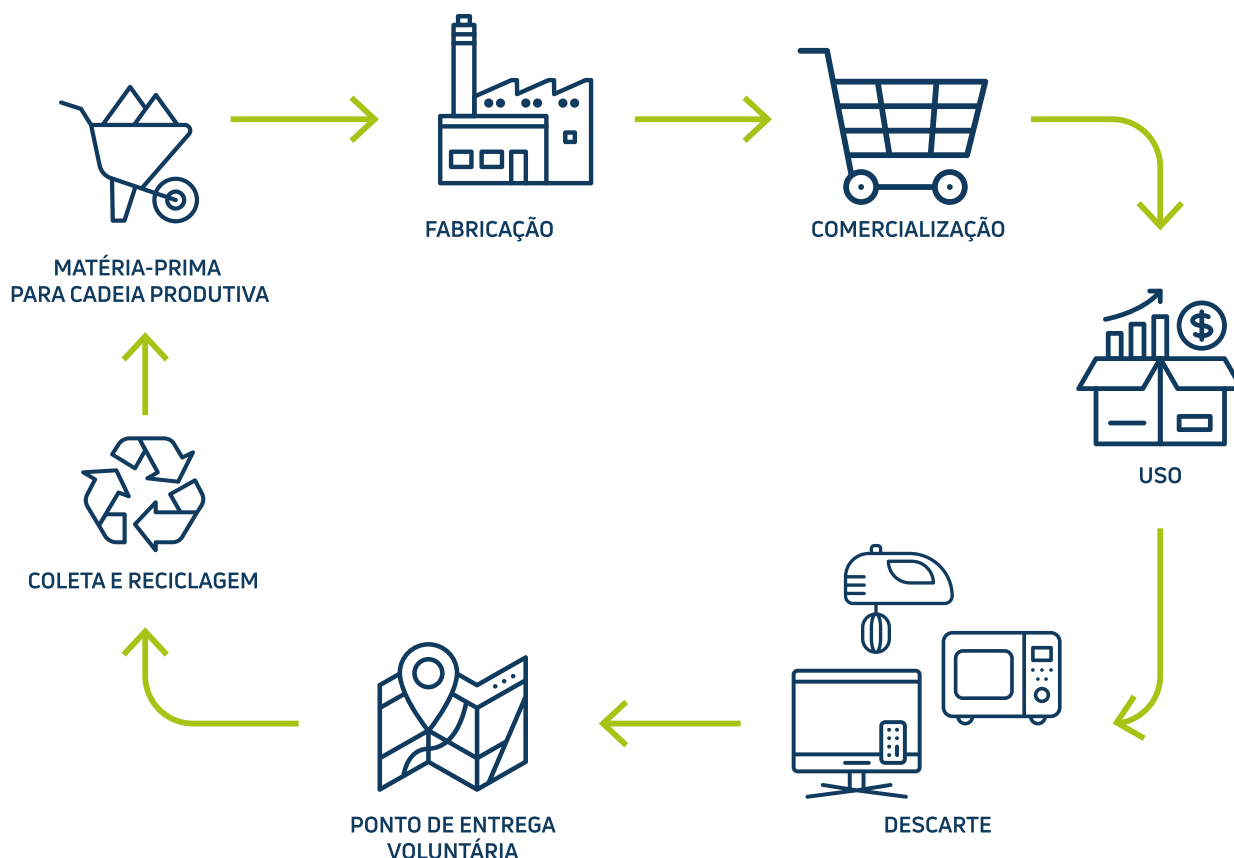 FABRICAÇÃO
COMERCIALIZAÇÃO
MATÉRIA-PRIMA
PARA CADEIA PRODUTIVA
$
USO
COLETA E RECICLAGEM
PONTO DE ENTREGA
VOLUNTÁRIA
DESCARTE